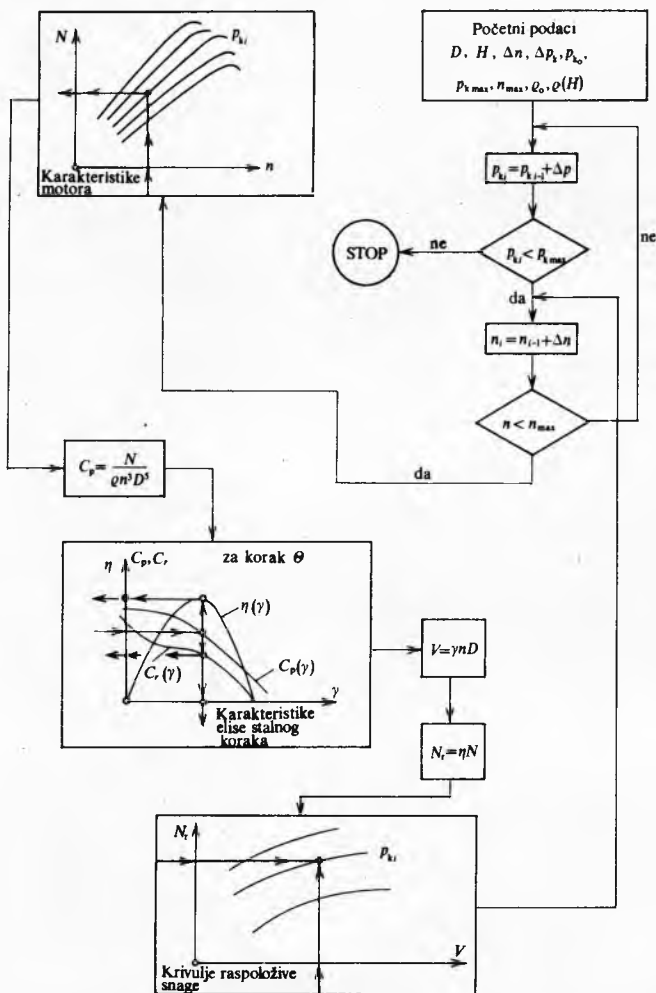 N
p_ki
n
Karakteristike
motora
Početni podaci
D, H, Δn, Δp_k, p_k₀,
p_k max, n_max, ϱ₀, ϱ(H)
p_ki = p_k i−1 + Δp
ne
STOP
ne
p_ki < p_k max
da
n_i = n_i−1 + Δn
n < n_max
da
C_p = N / ϱn³D⁵
η
C_p, C_r
za korak Θ
η(γ)
C_r(γ)
C_p(γ)
γ
Karakteristike
elise stalnog
koraka
V = γnD
N_r = ηN
N_r
p_ki
V
Krivulje raspoložive
snage